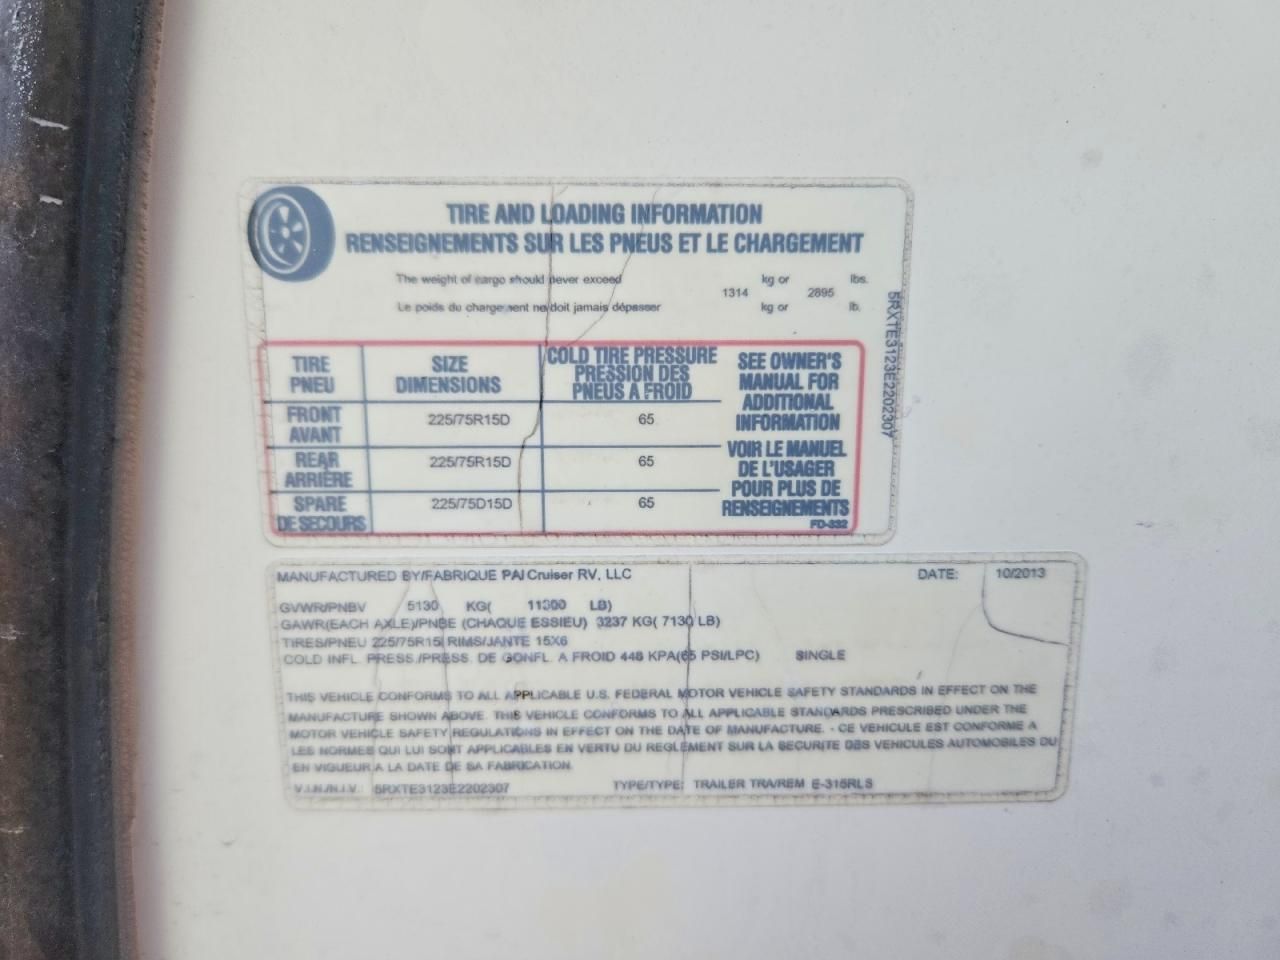 TIRE AND LOADING INFORMATION
RENSEIGNEMENTS SUR LES PNEUS ET LE CHARGEMENT
The weight of cargo should never exceed kg or lbs.
1314 2895
Le poids du chargement ne doit jamais dépasser kg or lb.
5RXTE3123E2202307
TIRE PNEU
SIZE DIMENSIONS
COLD TIRE PRESSURE
PRESSION DES
PNEUS A FROID
FRONT AVANT 225/75R15D 65
REAR ARRIÈRE 225/75R15D 65
SPARE DE SECOURS 225/75D15D 65
SEE OWNER'S
MANUAL FOR
ADDITIONAL
INFORMATION
VOIR LE MANUEL
DE L'USAGER
POUR PLUS DE
RENSEIGNEMENTS
FD-332
MANUFACTURED BY/FABRIQUE PAR Cruiser RV, LLC DATE: 10/2013
GVWR/PNBV 5130 KG( 11300 LB)
GAWR(EACH AXLE)/PNBE (CHAQUE ESSIEU) 3237 KG( 7130 LB)
TIRES/PNEU 225/75R15 RIMS/JANTE 15X6
COLD INFL. PRESS./PRESS. DE GONFL. A FROID 448 KPA(65 PSI/LPC) SINGLE
THIS VEHICLE CONFORMS TO ALL APPLICABLE U.S. FEDERAL MOTOR VEHICLE SAFETY STANDARDS IN EFFECT ON THE
MANUFACTURE SHOWN ABOVE. THIS VEHICLE CONFORMS TO ALL APPLICABLE STANDARDS PRESCRIBED UNDER THE
MOTOR VEHICLE SAFETY REGULATIONS IN EFFECT ON THE DATE OF MANUFACTURE. - CE VEHICULE EST CONFORME A
LES NORMES QUI LUI SONT APPLICABLES EN VERTU DU REGLEMENT SUR LA SECURITE DES VEHICULES AUTOMOBILES DU
EN VIGUEUR A LA DATE DE SA FABRICATION.
V.I.N./N.I.V.: 5RXTE3123E2202307 TYPE/TYPE: TRAILER TRA/REM E-315RLS